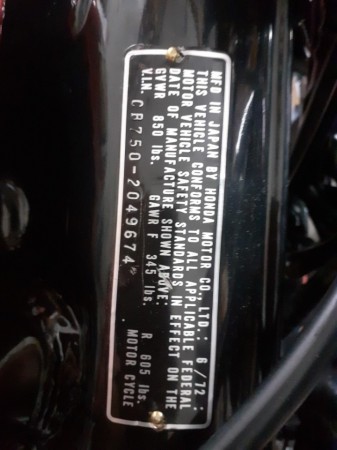 MFD IN JAPAN BY HONDA MOTOR CO., LTD.: 6/72 :
THIS VEHICLE CONFORMS TO ALL APPLICABLE FEDERAL
MOTOR VEHICLE SAFETY STANDARDS IN EFFECT ON THE
DATE OF MANUFACTURE SHOWN ABOVE:
GVWR 850 lbs. GAWR F 345 lbs. R 605 lbs.
V.I.N. CB750-2049674 MOTOR CYCLE